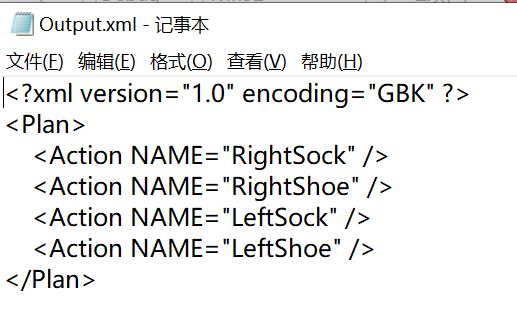 Output.xml - 记事本
文件(F) 编辑(E) 格式(O) 查看(V) 帮助(H)
<?xml version="1.0" encoding="GBK" ?>
<Plan>
    <Action NAME="RightSock" />
    <Action NAME="RightShoe" />
    <Action NAME="LeftSock" />
    <Action NAME="LeftShoe" />
</Plan>